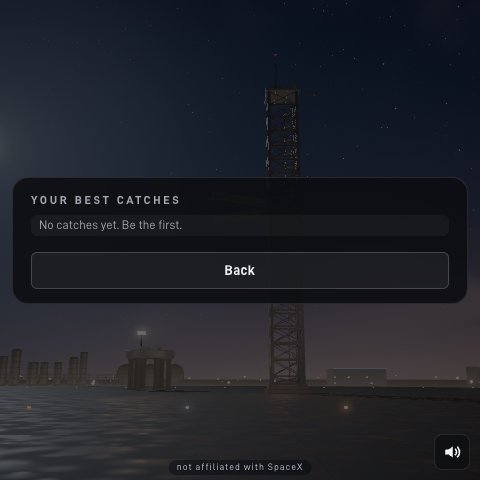 YOUR BEST CATCHES
No catches yet. Be the first.
Back
not affiliated with SpaceX